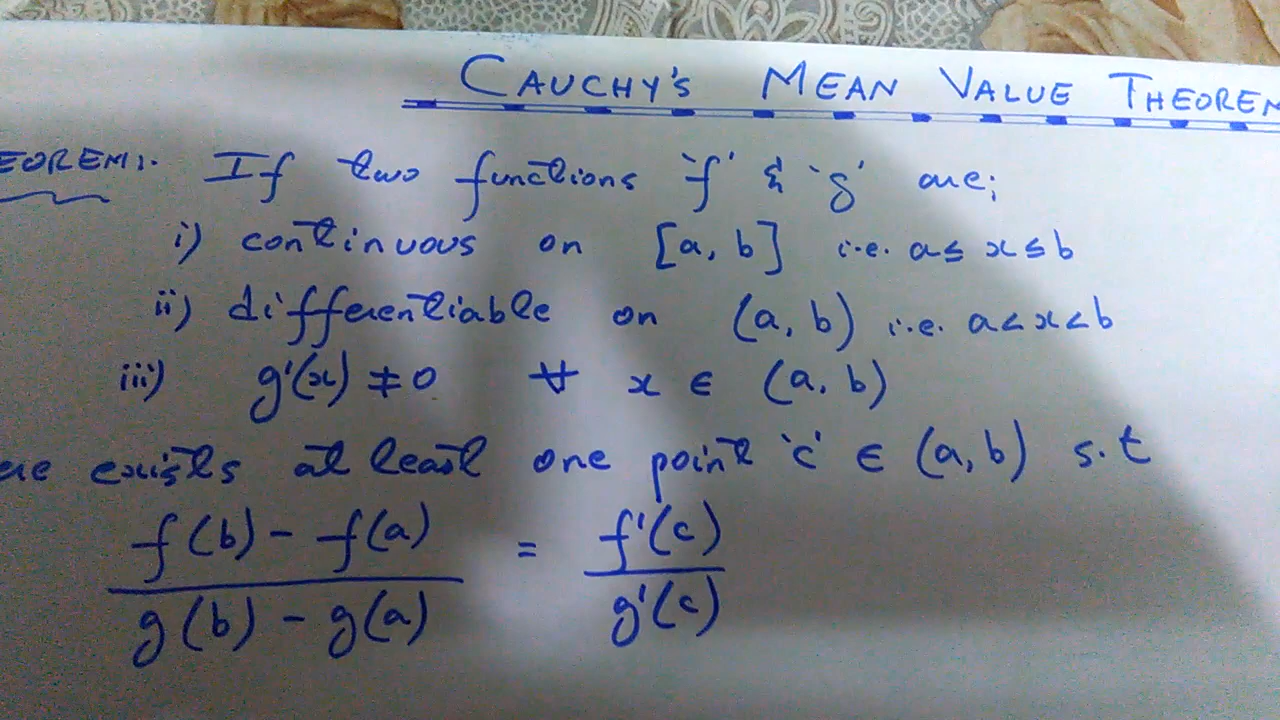 CAUCHY'S MEAN VALUE THEOREM
EOREM:. If two functions 'f' & 'g' are;
i) continuous on [a, b] i.e. a ≤ x ≤ b
ii) differentiable on (a, b) i.e. a < x < b
iii) g'(x) ≠ 0 ∀ x ∈ (a, b)
ere exists at least one point 'c' ∈ (a, b) s.t
f(b) - f(a) / g(b) - g(a) = f'(c) / g'(c)